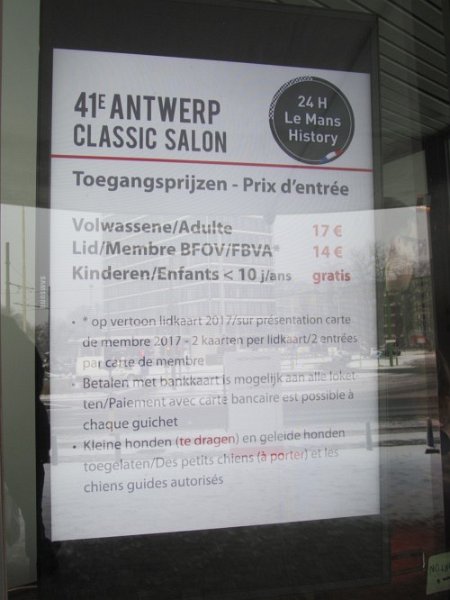 41E ANTWERP
CLASSIC SALON
24 H
Le Mans
History
Toegangsprijzen - Prix d'entrée
Volwassene/Adulte 17 €
Lid/Membre BFOV/FBVA* 14 €
Kinderen/Enfants < 10 j/ans gratis
• * op vertoon lidkaart 2017/sur présentation carte
de membre 2017 - 2 kaarten per lidkaart/2 entrées
par carte de membre
• Betalen met bankkaart is mogelijk aan alle loket-
ten/Paiement avec carte bancaire est possible à
chaque guichet
• Kleine honden (te dragen) en geleide honden
toegelaten/Des petits chiens (à porter) et les
chiens guides autorisés
SAMSUNG